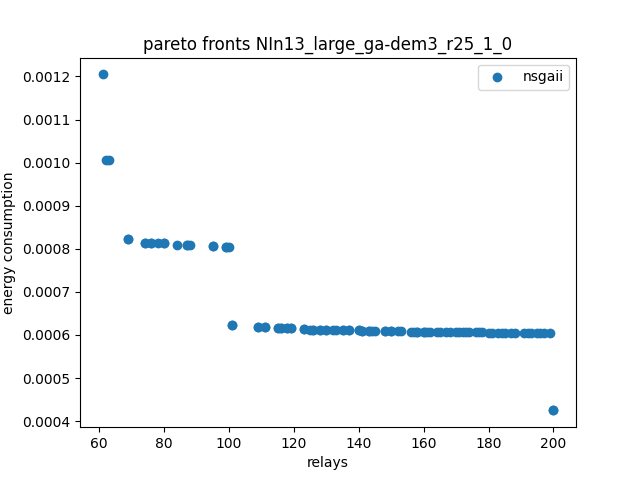 pareto fronts NIn13_large_ga-dem3_r25_1_0
nsgaii
0.0012
0.0011
0.0010
0.0009
0.0008
0.0007
0.0006
0.0005
0.0004
energy consumption
60 80 100 120 140 160 180 200
relays